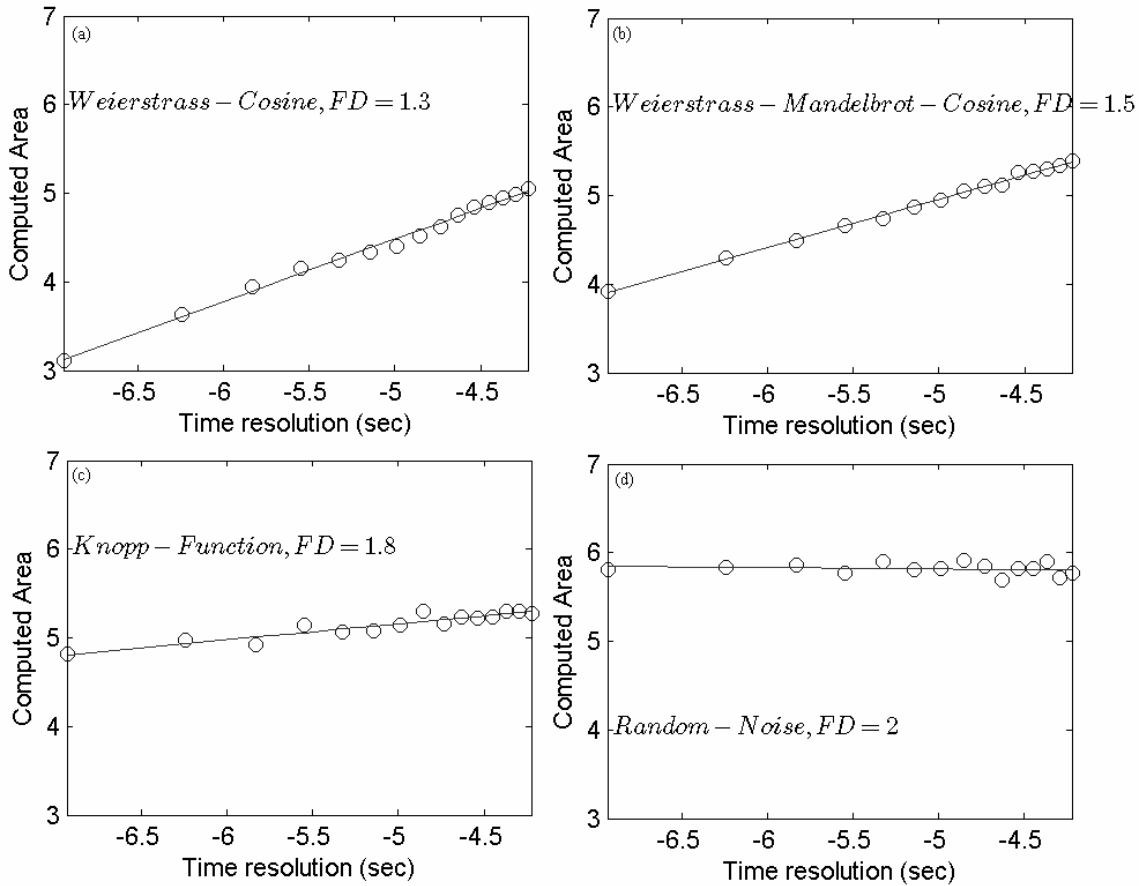 (a)
Weierstrass − Cosine, FD = 1.3
7
6
5
4
3
Computed Area
-6.5 -6 -5.5 -5 -4.5
Time resolution (sec)
(b)
Weierstrass − Mandelbrot − Cosine, FD = 1.5
7
6
5
4
3
Computed Area
-6.5 -6 -5.5 -5 -4.5
Time resolution (sec)
(c)
Knopp − Function, FD = 1.8
7
6
5
4
3
Computed Area
-6.5 -6 -5.5 -5 -4.5
Time resolution (sec)
(d)
7
6
5
4
3
Random − Noise, FD = 2
Computed Area
-6.5 -6 -5.5 -5 -4.5
Time resolution (sec)